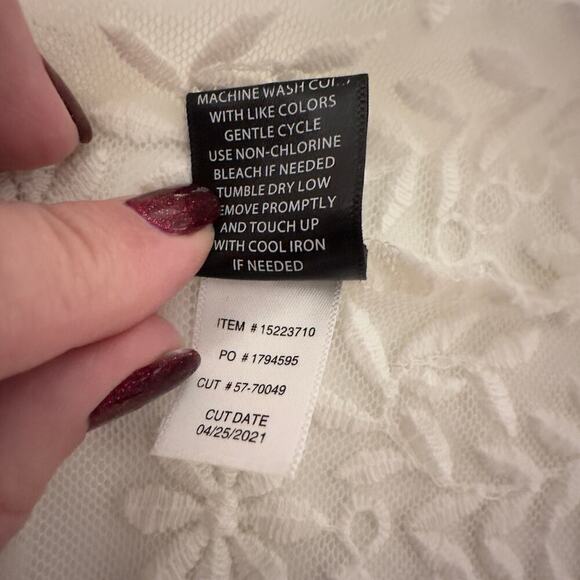 MACHINE WASH
WITH LIKE COLORS
GENTLE CYCLE
USE NON-CHLORINE
BLEACH IF NEEDED
TUMBLE DRY LOW
EMOVE PROMPTLY
AND TOUCH UP
WITH COOL IRON
IF NEEDED
ITEM # 15223710
PO # 1794595
CUT # 57-70049
CUT DATE
04/25/2021